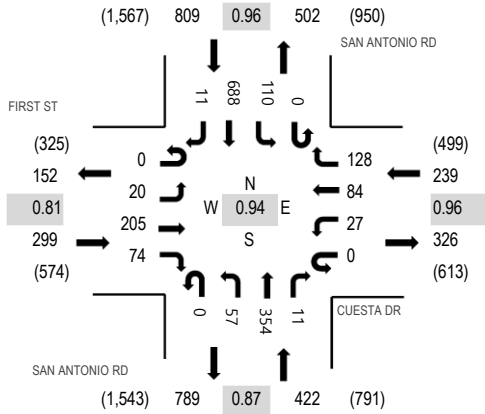 (1,567) 809 0.96 502 (950)
SAN ANTONIO RD
FIRST ST
11 688 110 0
(325) (499)
0 128
152 239
20 N 84
0.81 W 0.94 E 0.96
205 27
299 S 326
74 0
(574) (613)
0 57 354 11
CUESTA DR
SAN ANTONIO RD
(1,543) 789 0.87 422 (791)